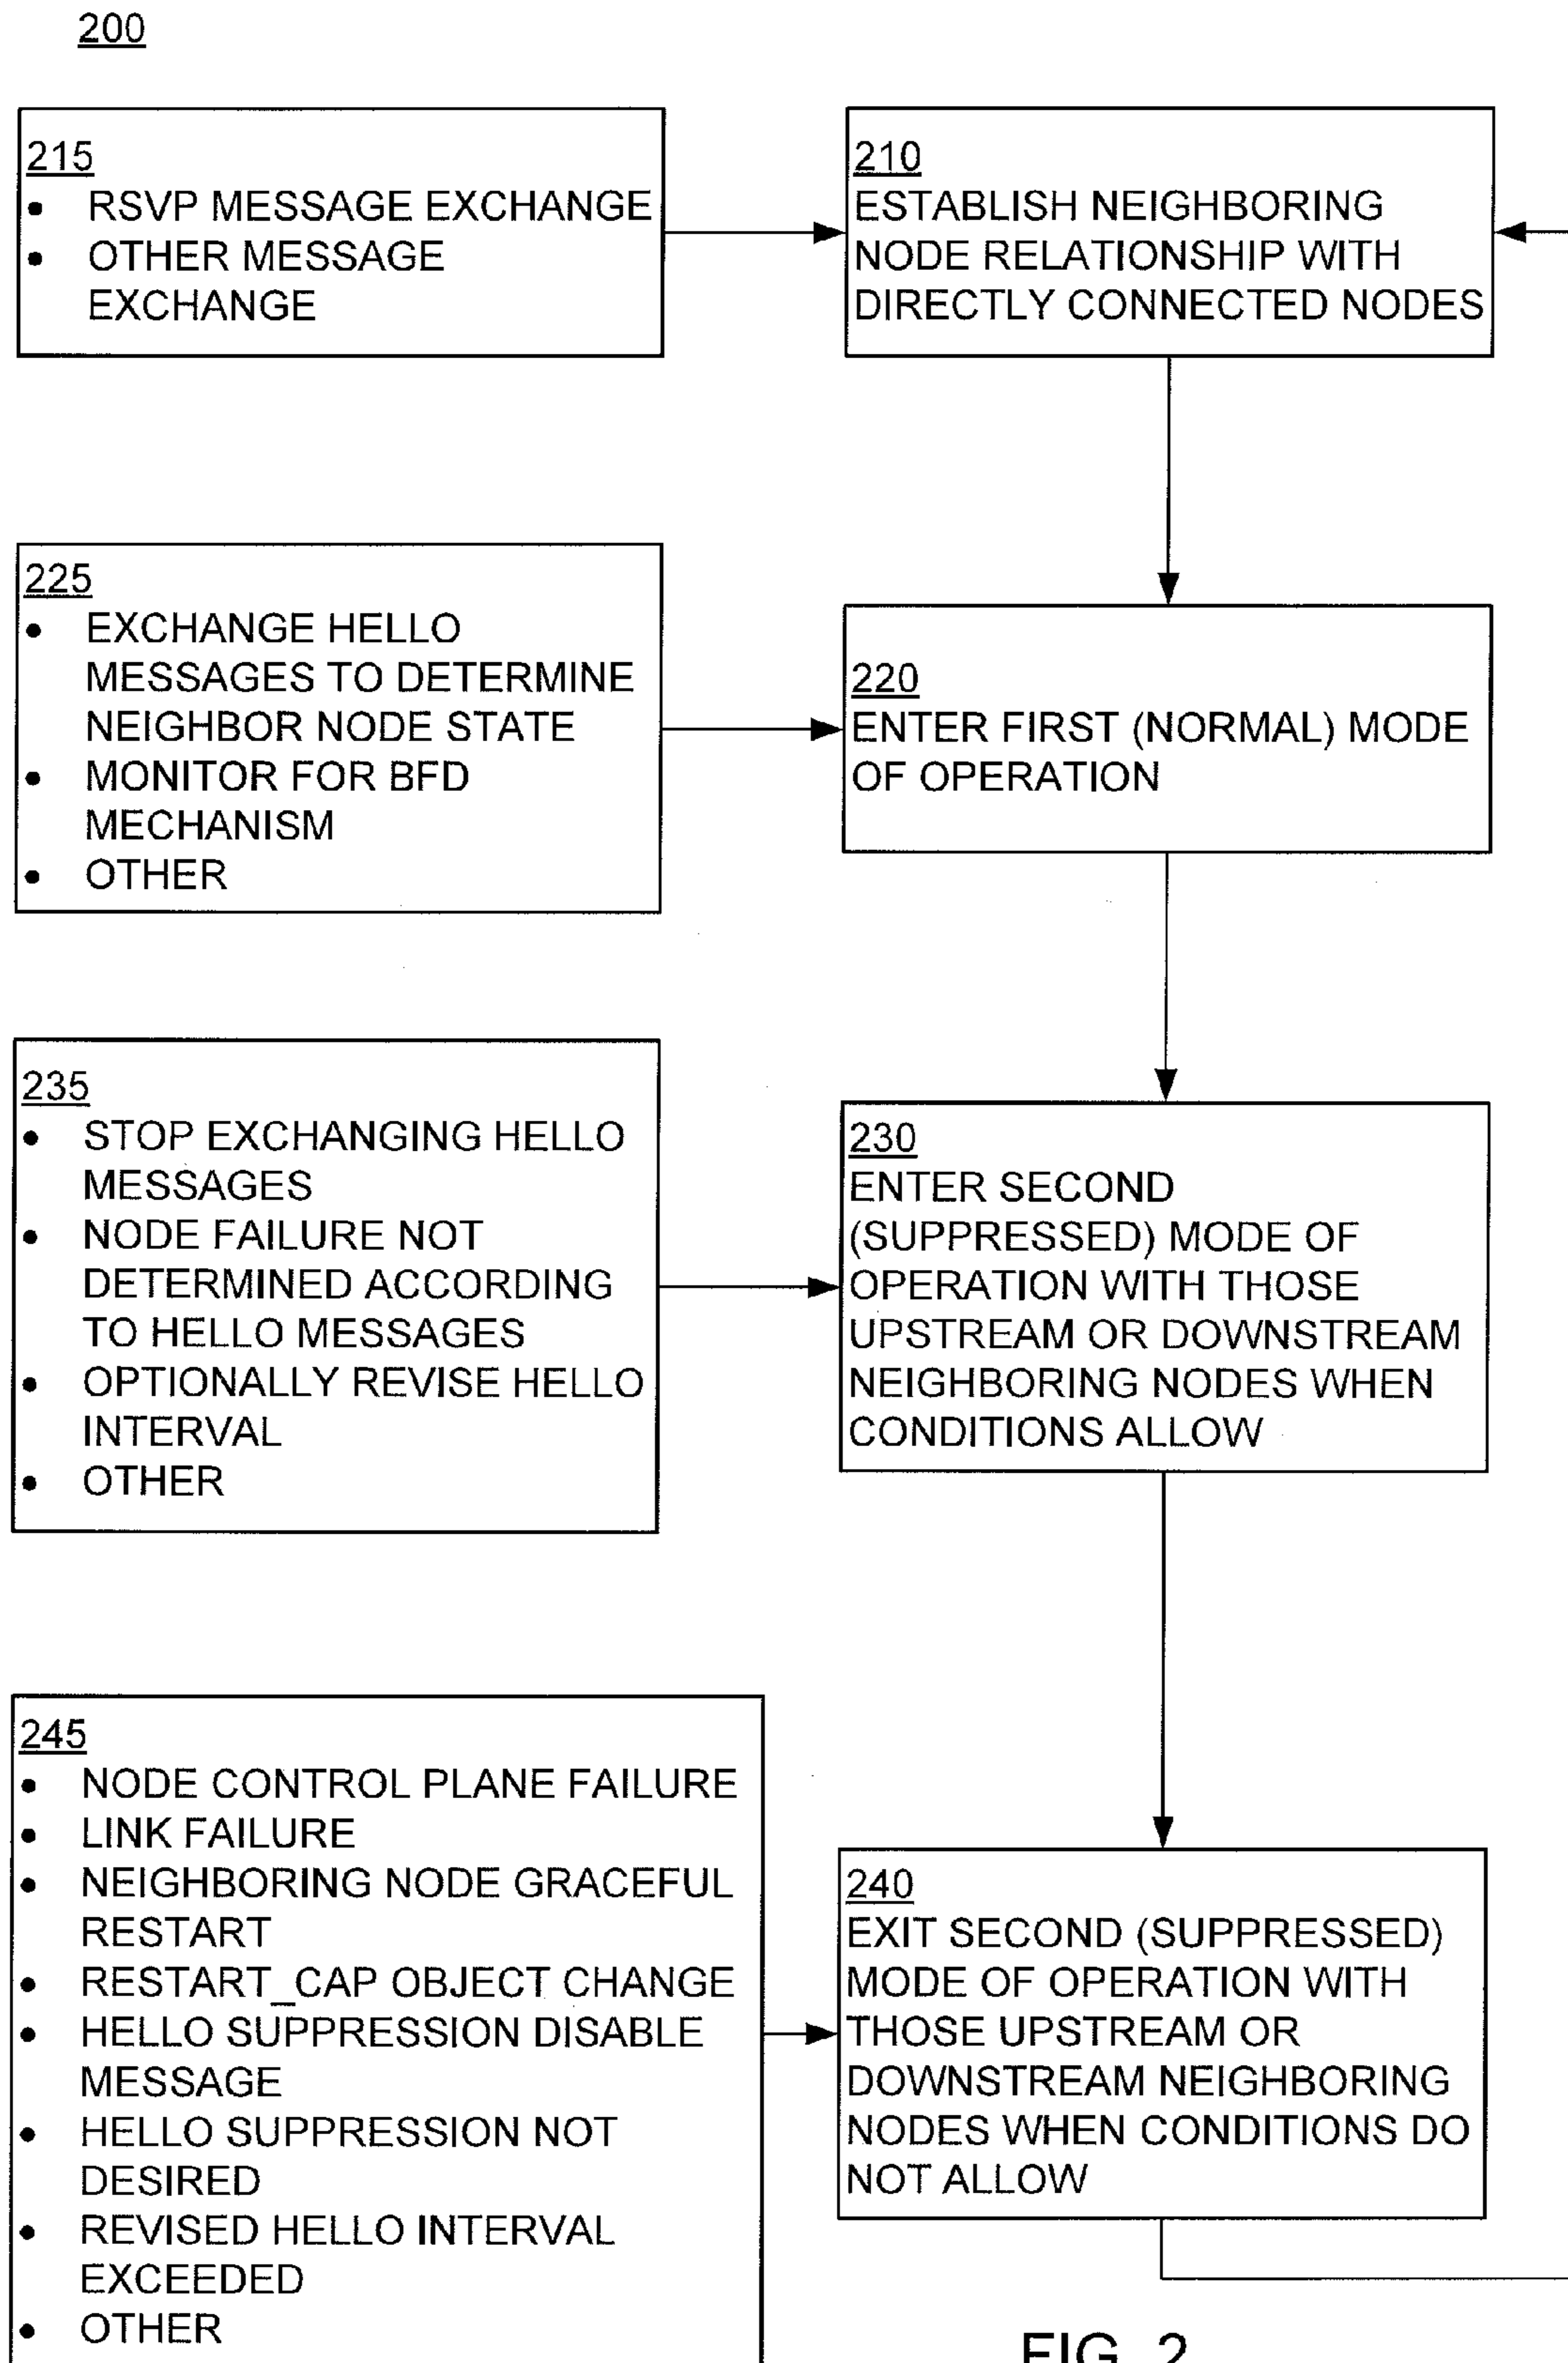 200
215
• RSVP MESSAGE EXCHANGE
• OTHER MESSAGE
EXCHANGE
210
ESTABLISH NEIGHBORING
NODE RELATIONSHIP WITH
DIRECTLY CONNECTED NODES
225
• EXCHANGE HELLO
MESSAGES TO DETERMINE
NEIGHBOR NODE STATE
• MONITOR FOR BFD
MECHANISM
• OTHER
220
ENTER FIRST (NORMAL) MODE
OF OPERATION
235
• STOP EXCHANGING HELLO
MESSAGES
• NODE FAILURE NOT
DETERMINED ACCORDING
TO HELLO MESSAGES
• OPTIONALLY REVISE HELLO
INTERVAL
• OTHER
230
ENTER SECOND
(SUPPRESSED) MODE OF
OPERATION WITH THOSE
UPSTREAM OR DOWNSTREAM
NEIGHBORING NODES WHEN
CONDITIONS ALLOW
245
• NODE CONTROL PLANE FAILURE
• LINK FAILURE
• NEIGHBORING NODE GRACEFUL
RESTART
• RESTART_CAP OBJECT CHANGE
• HELLO SUPPRESSION DISABLE
MESSAGE
• HELLO SUPPRESSION NOT
DESIRED
• REVISED HELLO INTERVAL
EXCEEDED
• OTHER
240
EXIT SECOND (SUPPRESSED)
MODE OF OPERATION WITH
THOSE UPSTREAM OR
DOWNSTREAM NEIGHBORING
NODES WHEN CONDITIONS DO
NOT ALLOW
FIG. 2